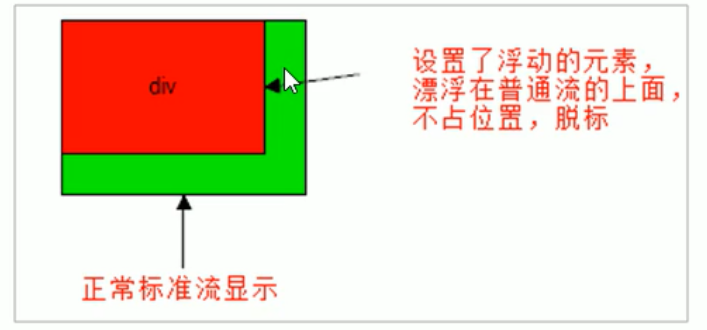 div
设置了浮动的元素，
漂浮在普通流的上面，
不占位置，脱标
正常标准流显示